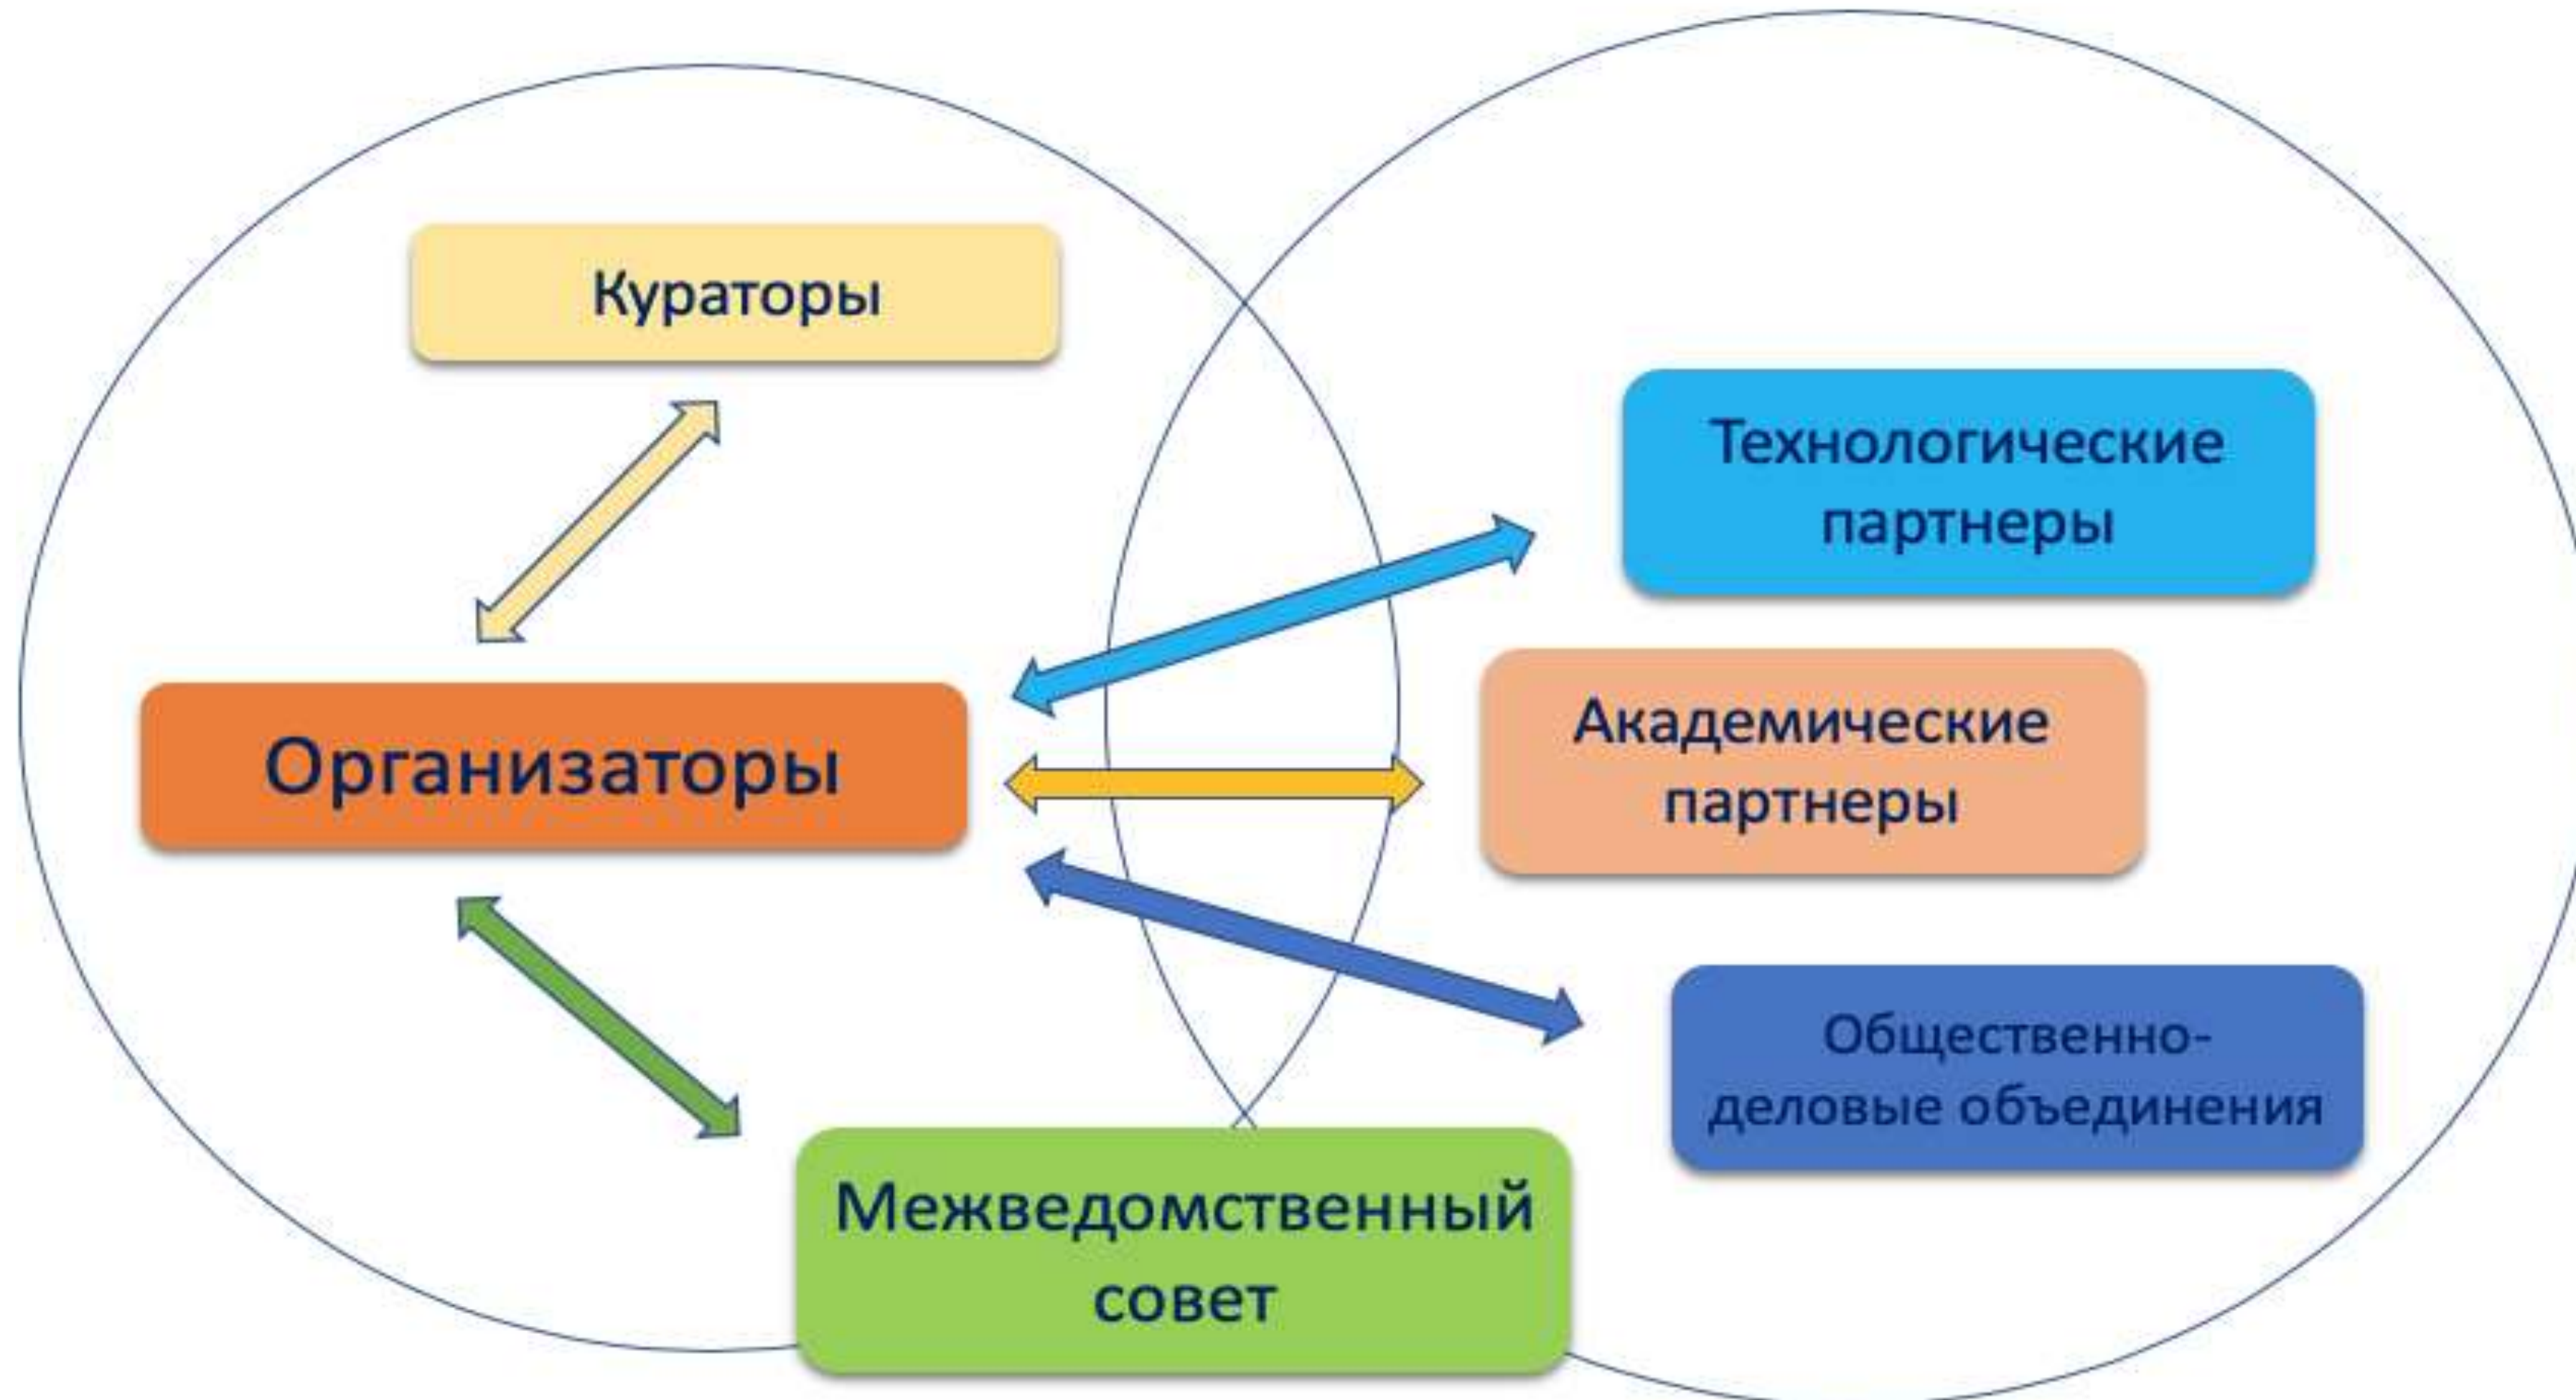 Кураторы
Технологические
партнеры
Организаторы
Академические
партнеры
Общественно-
деловые объединения
Межведомственный
совет